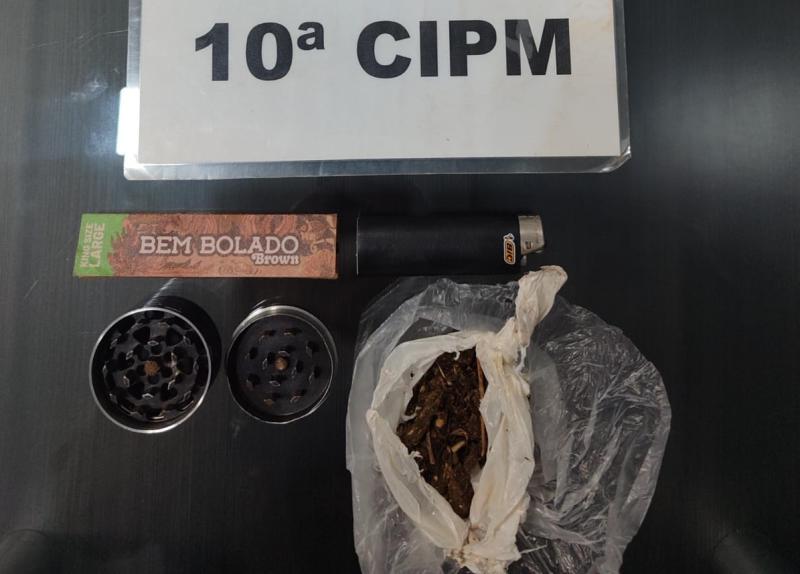 10ª CIPM
KING SIZE
LARGE
BEM BOLADO
Brown
BIC